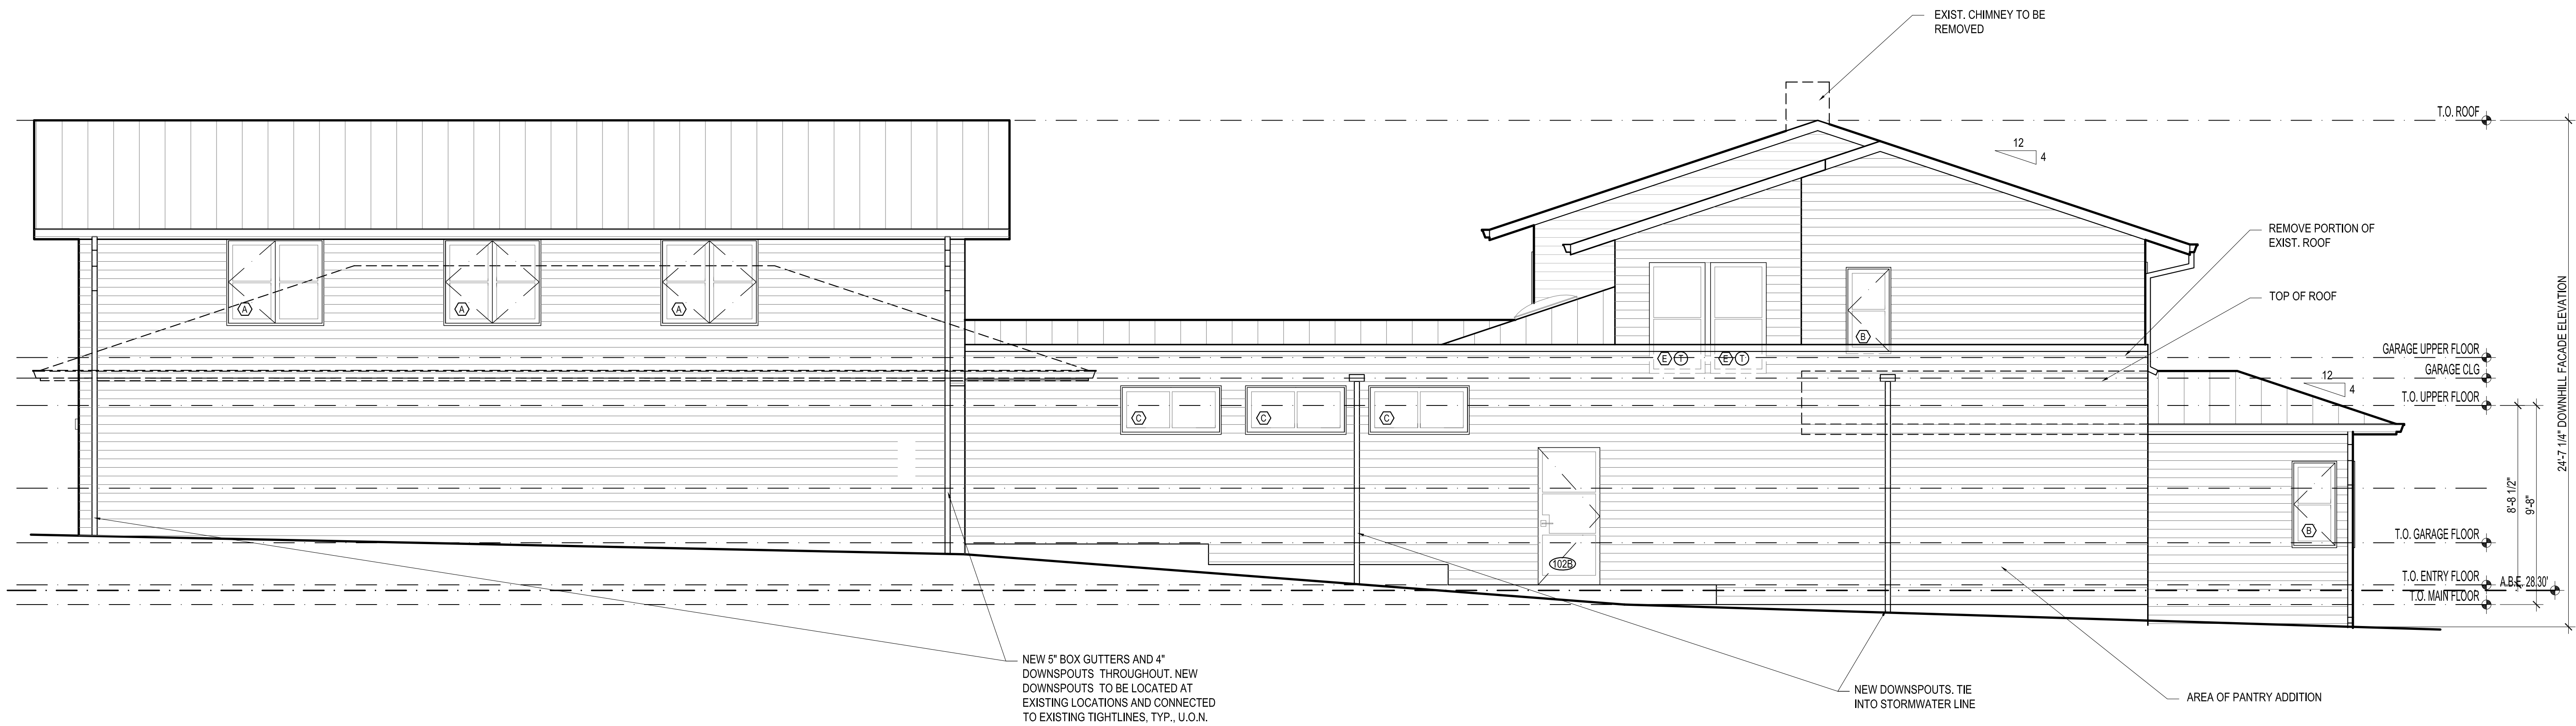 EXIST. CHIMNEY TO BE
REMOVED
T.O. ROOF
12
4
REMOVE PORTION OF
EXIST. ROOF
TOP OF ROOF
A
A
A
B
E T
E T
GARAGE UPPER FLOOR
GARAGE CLG
12
4
T.O. UPPER FLOOR
C
C
C
24'-7 1/4" DOWNHILL FACADE ELEVATION
8'-8 1/2"
9'-8"
B
T.O. GARAGE FLOOR
102B
T.O. ENTRY FLOOR
A.B.E. 28.30'
T.O. MAIN FLOOR
NEW 5" BOX GUTTERS AND 4"
DOWNSPOUTS THROUGHOUT. NEW
DOWNSPOUTS TO BE LOCATED AT
EXISTING LOCATIONS AND CONNECTED
TO EXISTING TIGHTLINES, TYP., U.O.N.
NEW DOWNSPOUTS. TIE
INTO STORMWATER LINE
AREA OF PANTRY ADDITION